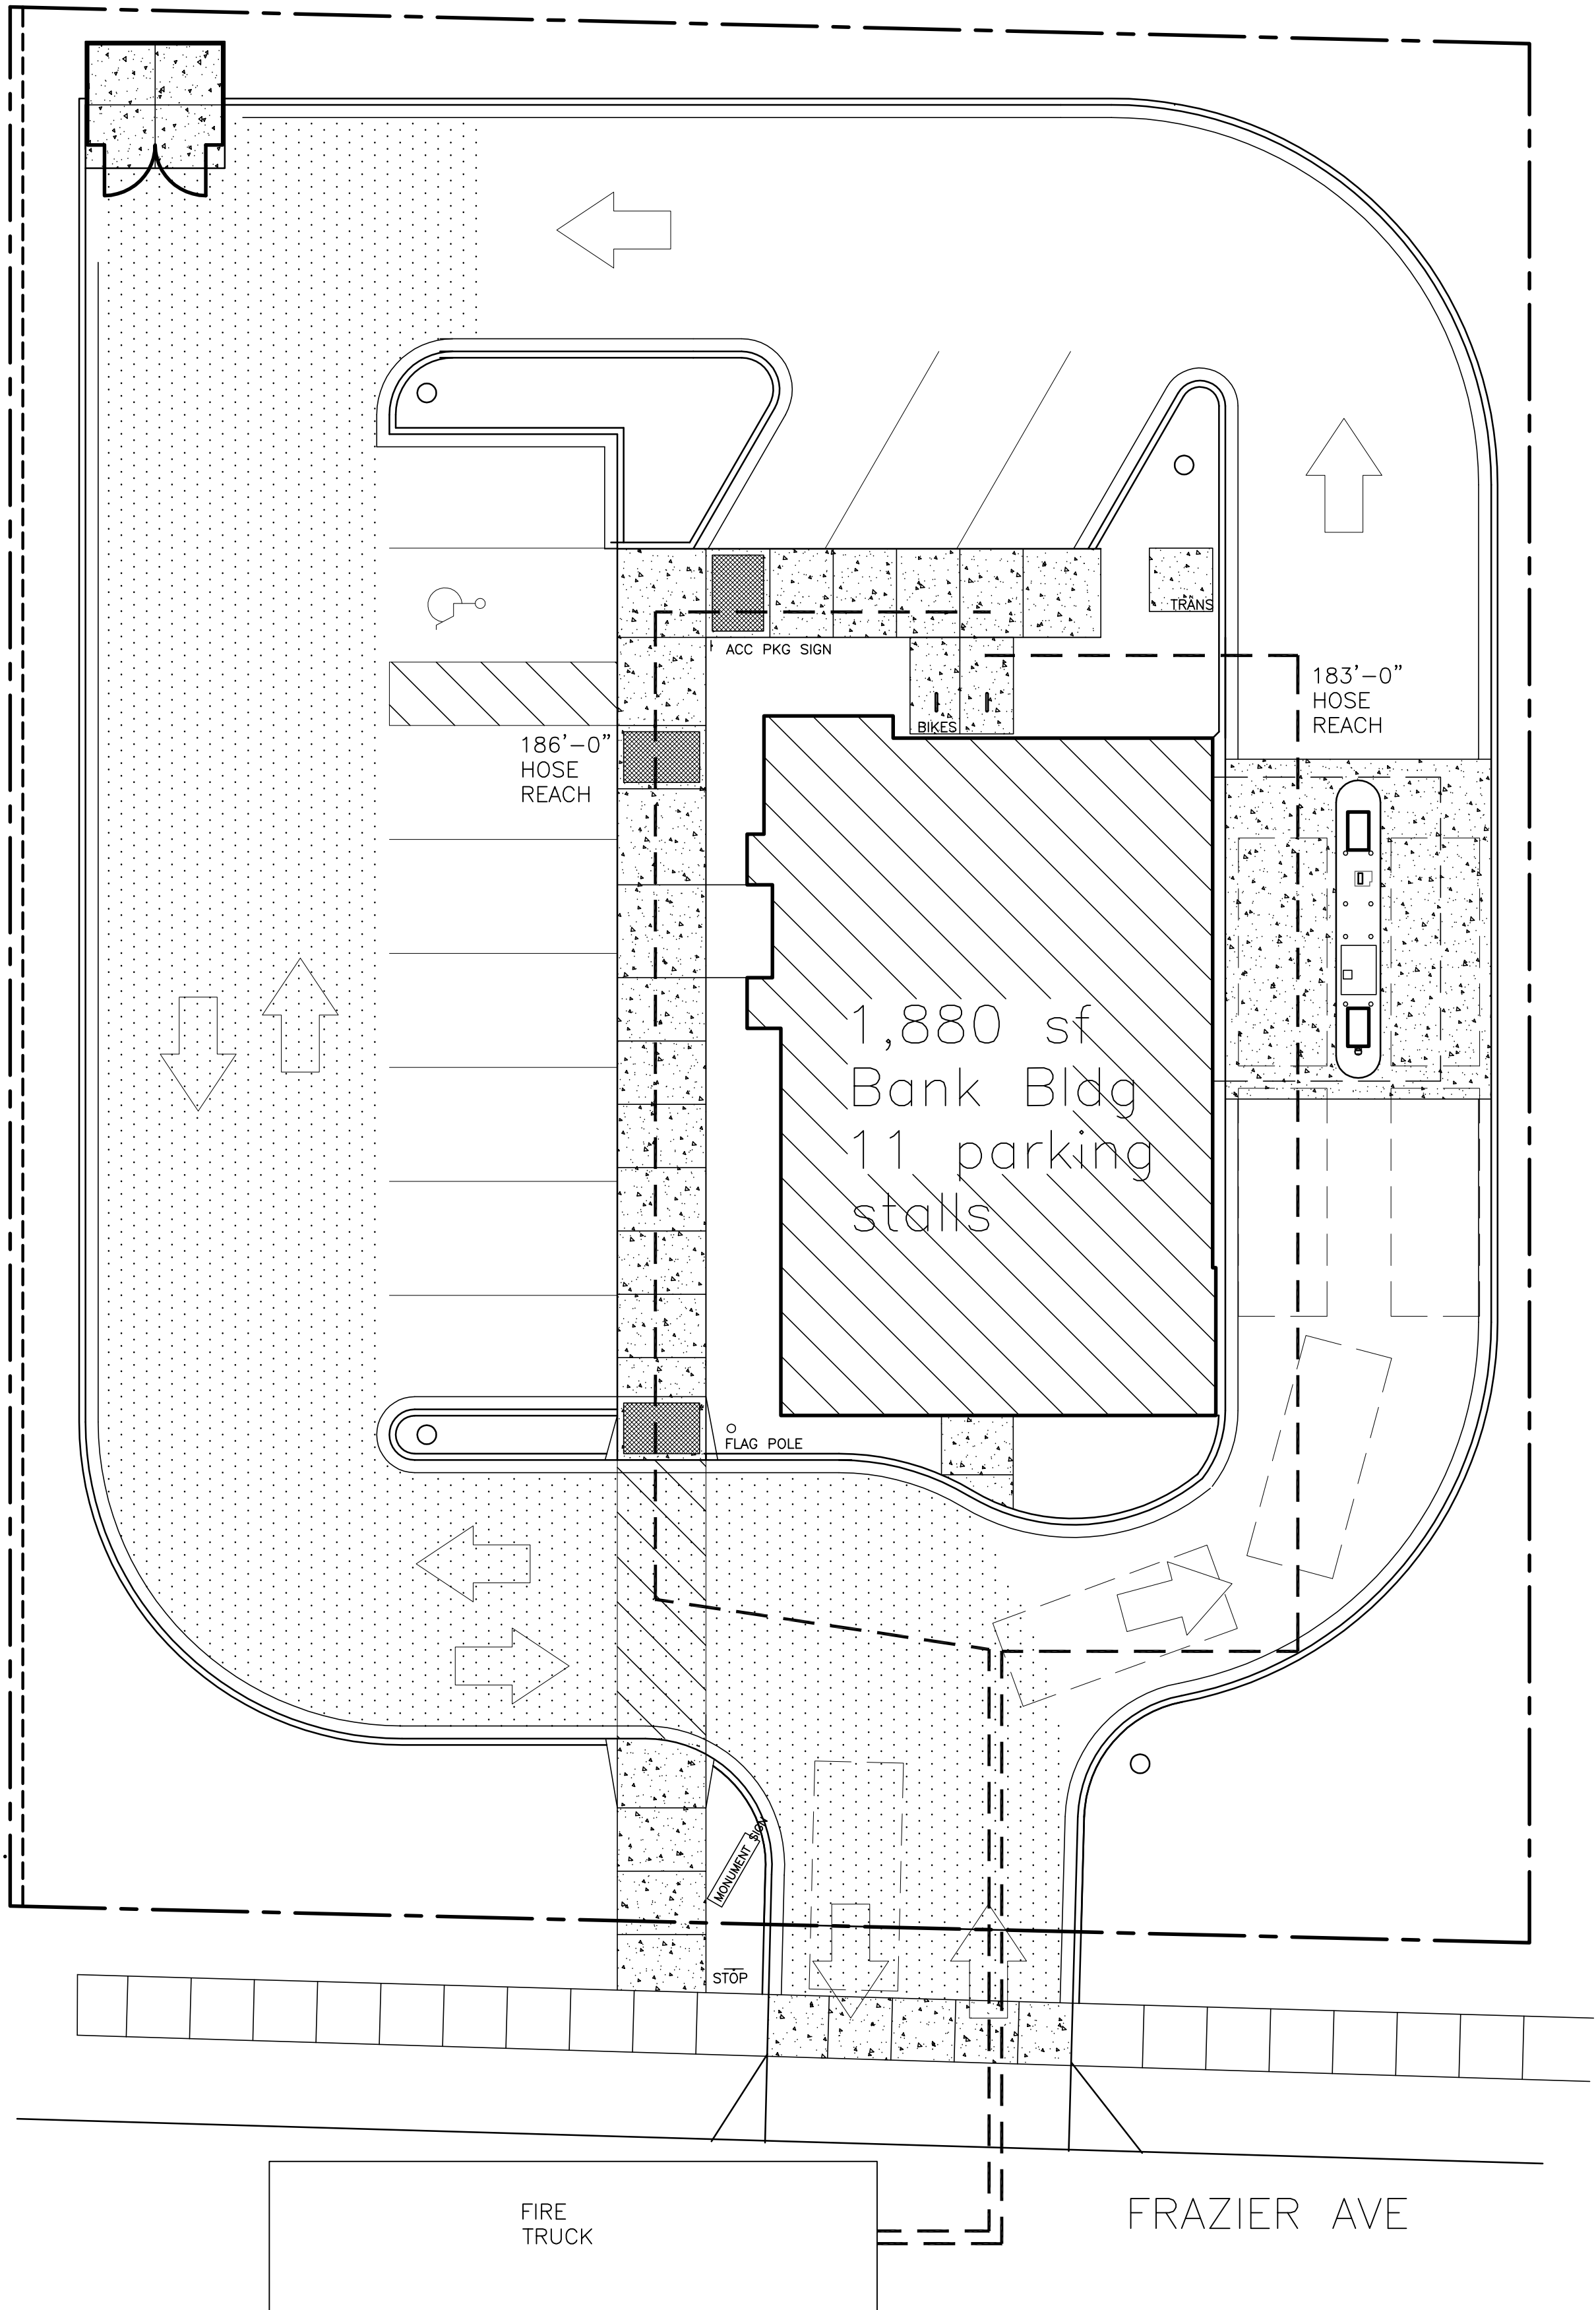 TRANS
ACC PKG SIGN
183'-0"
HOSE
REACH
BIKES
186'-0"
HOSE
REACH
1,880 sf
Bank Bldg
11 parking
stalls
FLAG POLE
MONUMENT SIGN
STOP
FIRE
TRUCK
FRAZIER AVE